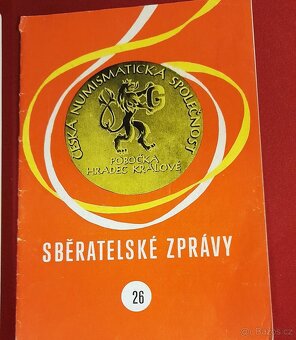 ČESKÁ NUMISMATICKÁ SPOLEČNOST
G
POBOČKA
HRADEC KRÁLOVÉ
SBĚRATELSKÉ ZPRÁVY
26